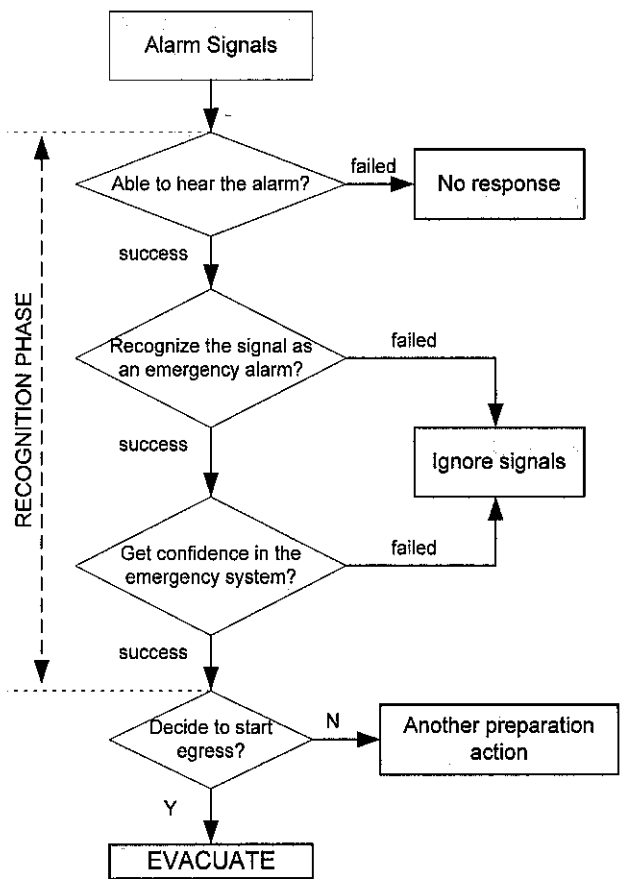 Alarm Signals
Able to hear the alarm?
failed
No response
success
RECOGNITION PHASE
Recognize the signal as
an emergency alarm?
failed
success
Ignore signals
Get confidence in the
emergency system?
failed
success
Decide to start
egress?
N
Another preparation
action
Y
EVACUATE